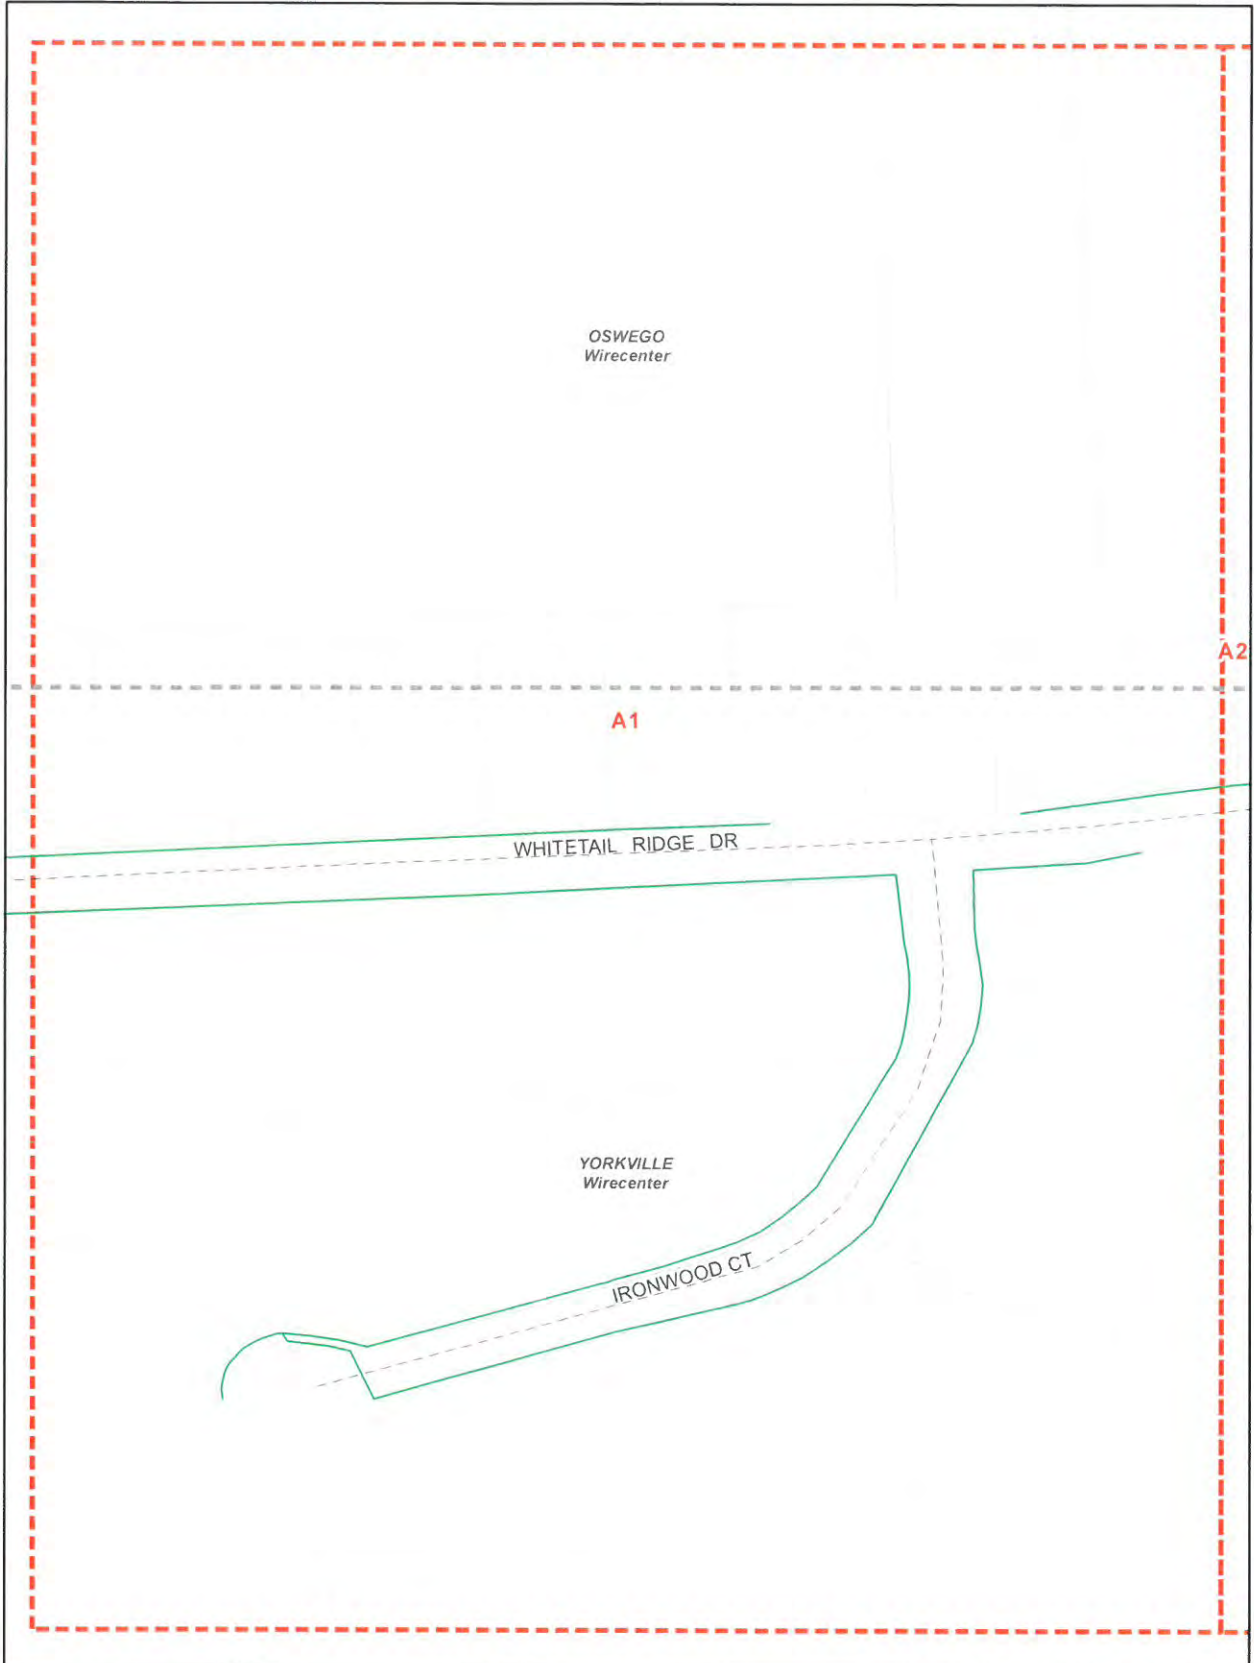 OSWEGO
Wirecenter
A2
A1
WHITETAIL RIDGE DR
YORKVILLE
Wirecenter
IRONWOOD CT